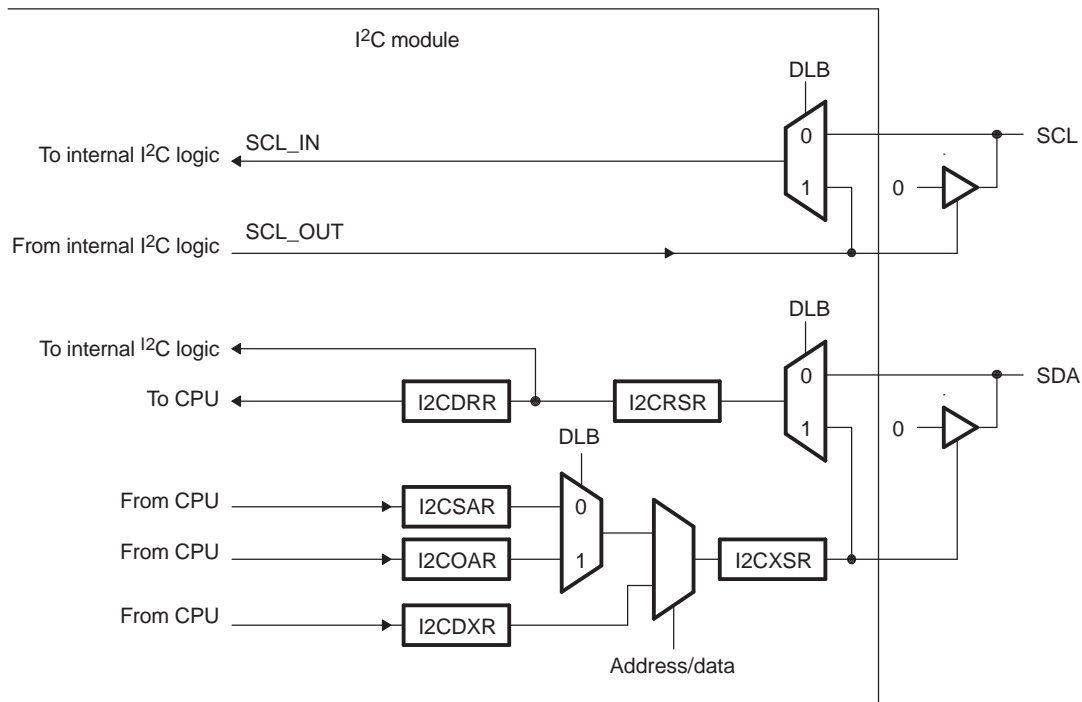 I2C module
DLB
0
SCL
SCL_IN
To internal I2C logic
1
0
SCL_OUT
From internal I2C logic
DLB
To internal I2C logic
0
SDA
To CPU
I2CDRR
I2CRSR
1
0
DLB
From CPU
I2CSAR
0
From CPU
I2COAR
1
I2CXSR
From CPU
I2CDXR
Address/data